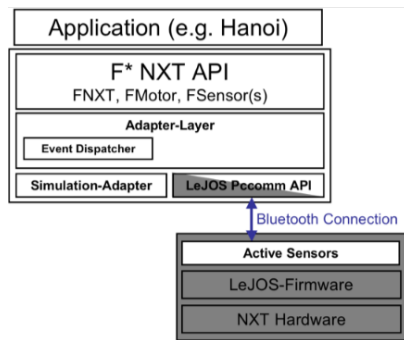 Application (e.g. Hanoi)
F* NXT API
FNXT, FMotor, FSensor(s)
Adapter-Layer
Event Dispatcher
Simulation-Adapter
LeJOS Pccomm API
Bluetooth Connection
Active Sensors
LeJOS-Firmware
NXT Hardware